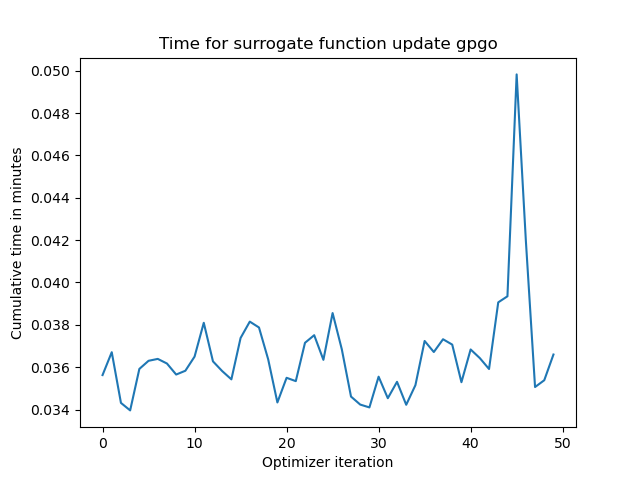 Time for surrogate function update gpgo
Cumulative time in minutes
0.050
0.048
0.046
0.044
0.042
0.040
0.038
0.036
0.034
0 10 20 30 40 50
Optimizer iteration